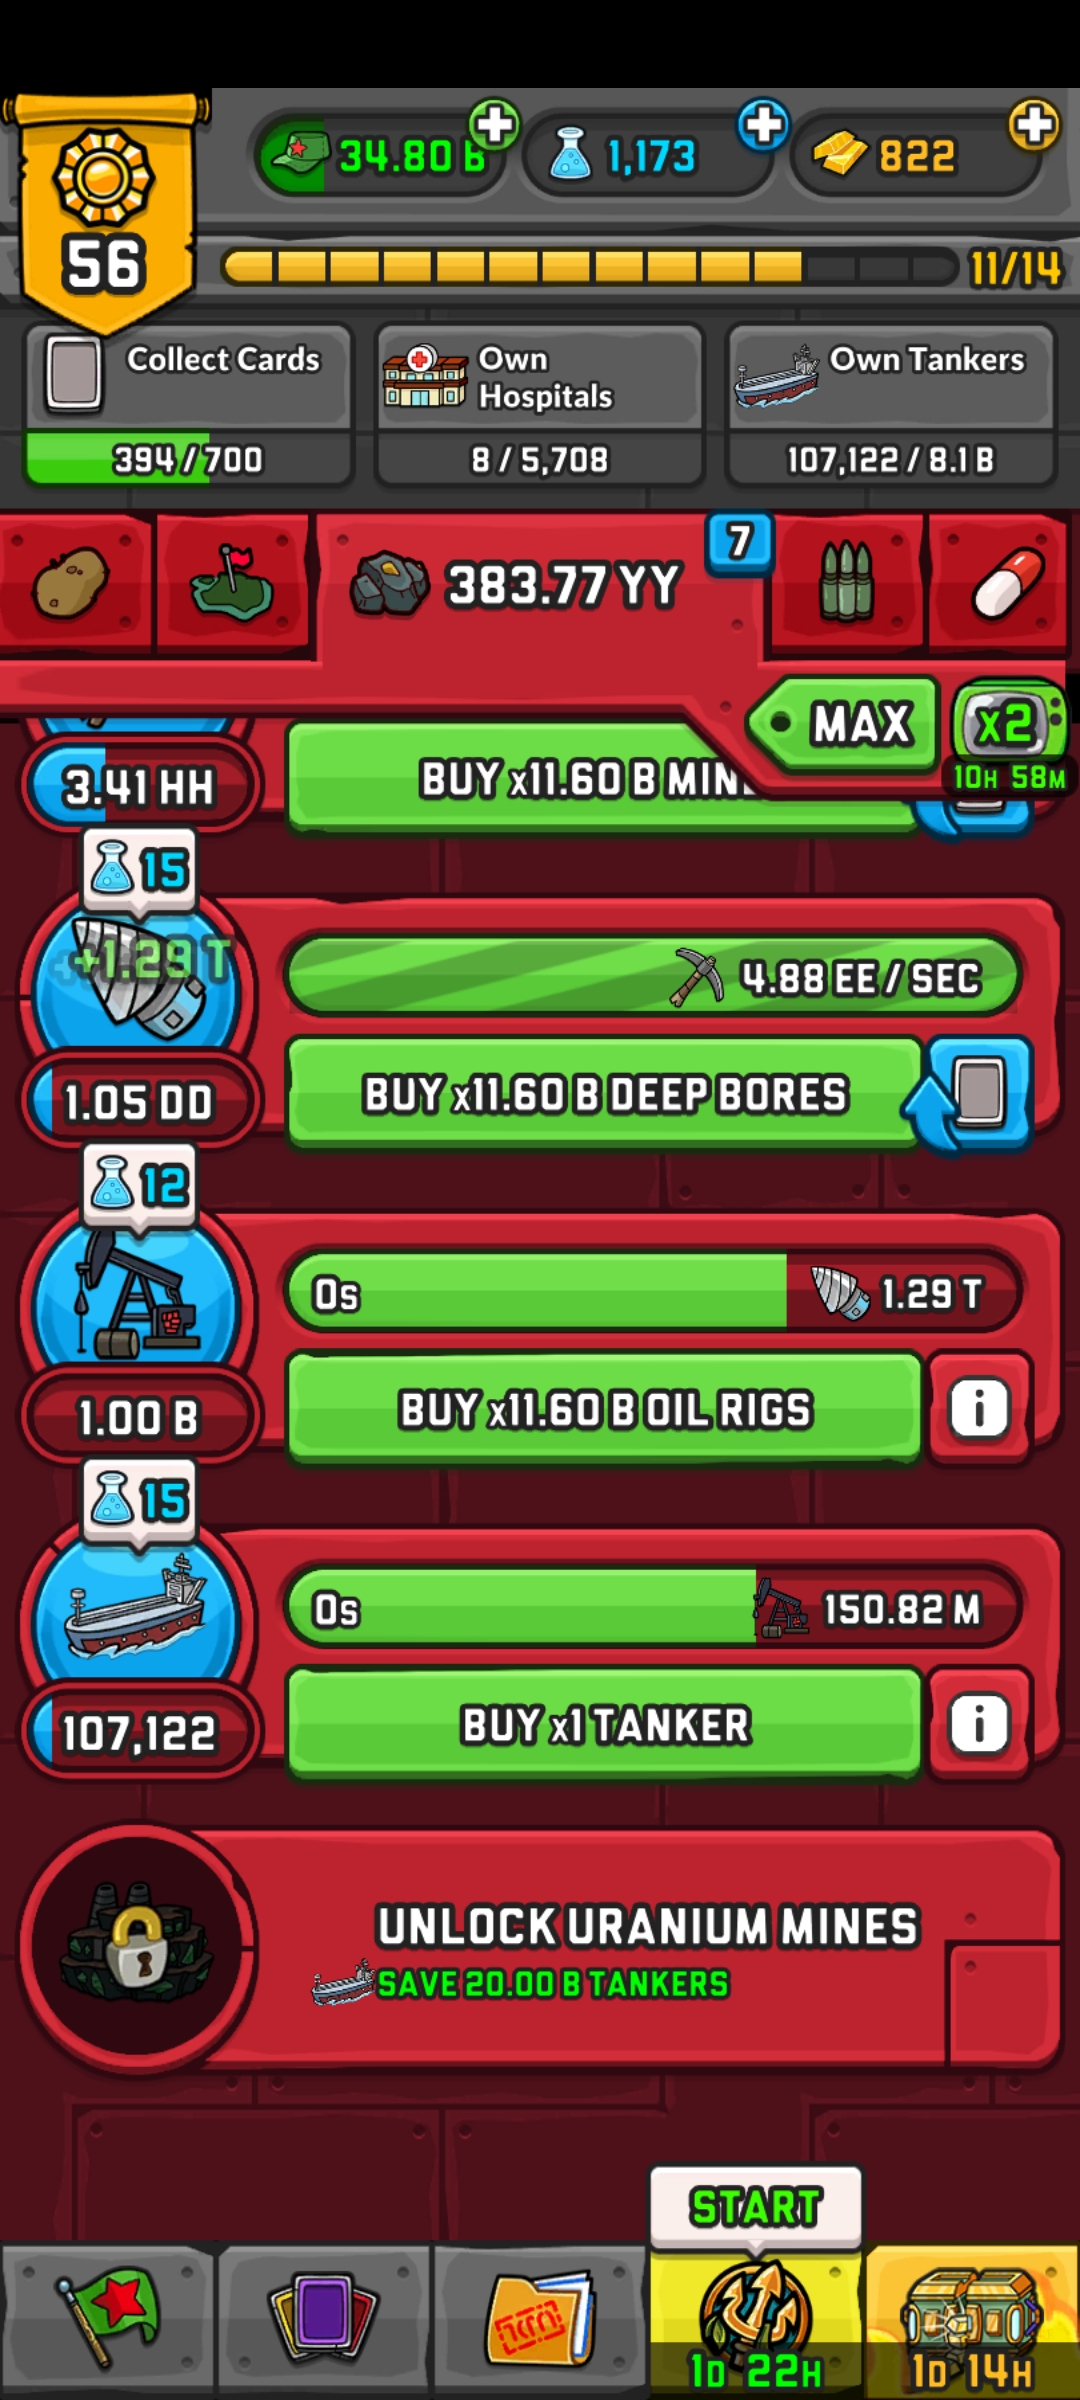 56
34.80 B
1,173
822
11/14
Collect Cards
394/700
Own
Hospitals
8/5,708
Own Tankers
107,122/8.1 B
383.77 YY
7
MAX
x2
10H 58M
3.41 HH
BUY x11.60 B MIN
15
+1.29 T
4.88 EE/SEC
1.05 DD
BUY x11.60 B DEEP BORES
12
0s
1.29 T
1.00 B
BUY x11.60 B OIL RIGS
i
15
0s
150.82 M
107,122
BUY x1 TANKER
i
UNLOCK URANIUM MINES
SAVE 20.00 B TANKERS
START
1D 22H
1D 14H